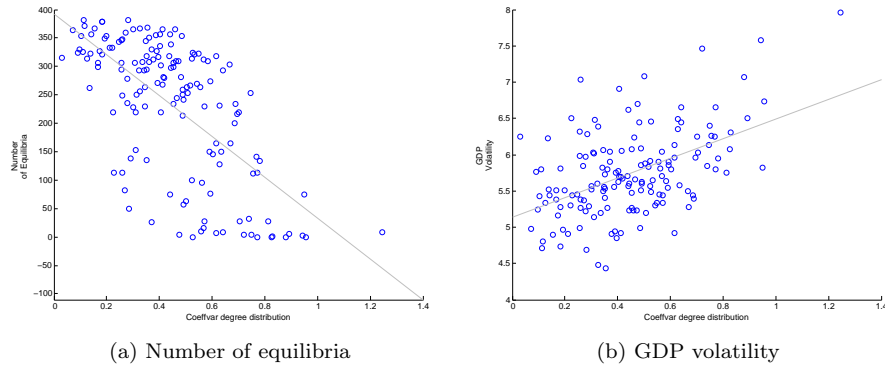 400
350
300
250
200
150
100
50
0
−50
−100
Number
of Equilibria
0 0.2 0.4 0.6 0.8 1 1.2 1.4
Coeffvar degree distribution
(a) Number of equilibria
8
7.5
7
6.5
6
5.5
5
4.5
4
GDP
Volatility
0 0.2 0.4 0.6 0.8 1 1.2 1.4
Coeffvar degree distribution
(b) GDP volatility